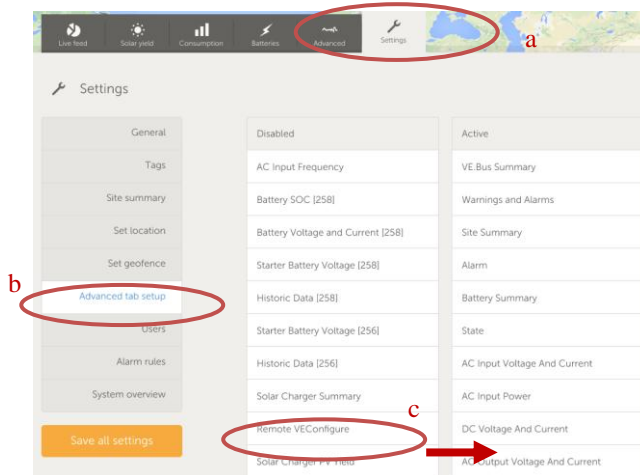 Live feed
Solar yield
Consumption
Batteries
Advanced
Settings
a
Settings
General
Tags
Site summary
Set location
Set geofence
b
Advanced tab setup
Users
Alarm rules
System overview
Save all settings
Disabled
AC Input Frequency
Battery SOC [258]
Battery Voltage and Current [258]
Starter Battery Voltage [258]
Historic Data [258]
Starter Battery Voltage [256]
Historic Data [256]
Solar Charger Summary
c
Remote VEConfigure
Solar Charger PV Yield
Active
VE.Bus Summary
Warnings and Alarms
Site Summary
Alarm
Battery Summary
State
AC Input Voltage And Current
AC Input Power
DC Voltage And Current
AC Output Voltage And Current